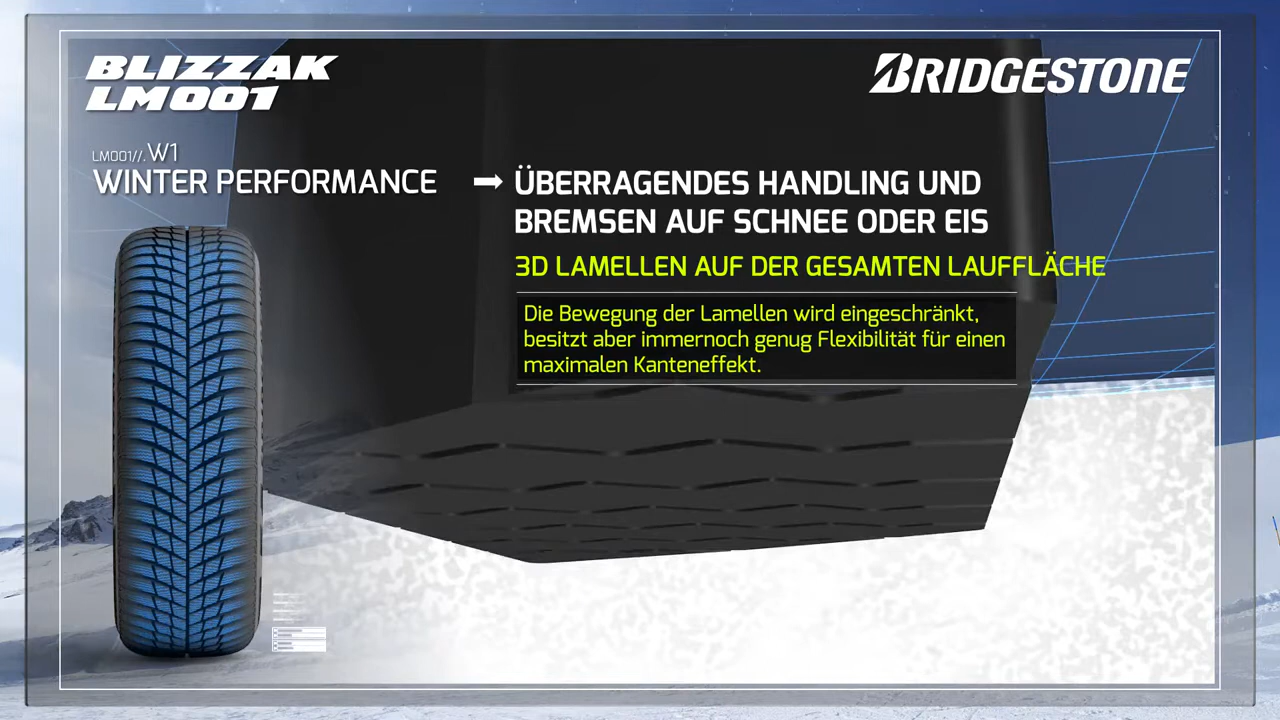 BLIZZAK
LM001
BRIDGESTONE
LM001//.W1
WINTER PERFORMANCE
ÜBERRAGENDES HANDLING UND
BREMSEN AUF SCHNEE ODER EIS
3D LAMELLEN AUF DER GESAMTEN LAUFFLÄCHE
Die Bewegung der Lamellen wird eingeschränkt,
besitzt aber immernoch genug Flexibilität für einen
maximalen Kanteneffekt.